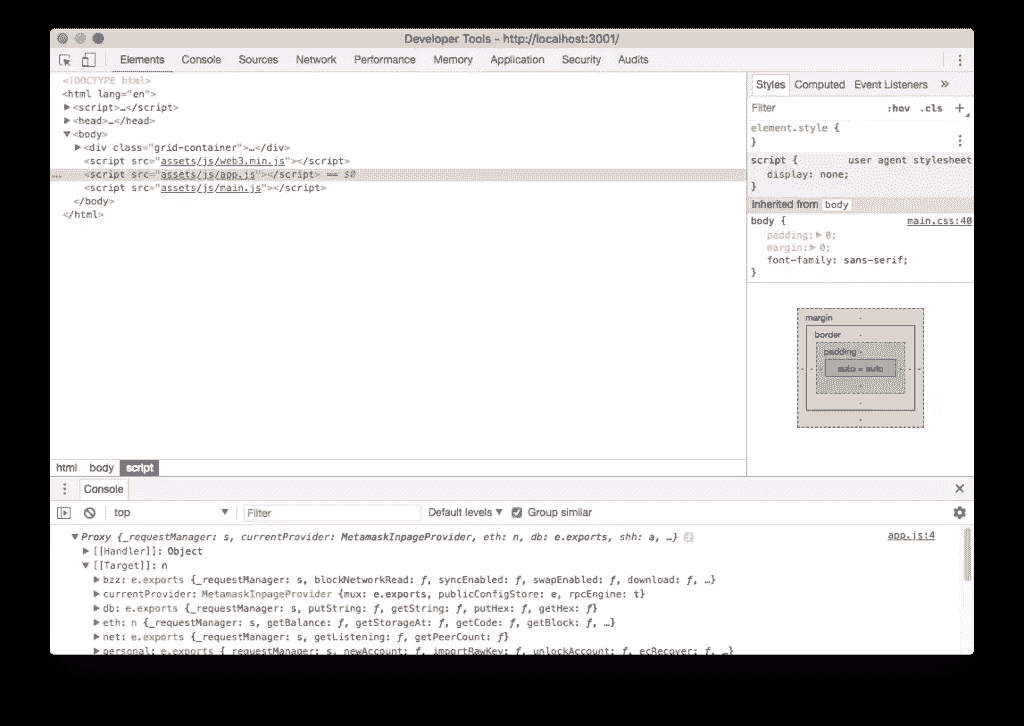 Developer Tools - http://localhost:3001/
Elements Console Sources Network Performance Memory Application Security Audits
<!DOCTYPE html>
<html lang="en">
▶<script>…</script>
▶<head>…</head>
▼<body>
▶<div class="grid-container">…</div>
<script src="assets/js/web3.min.js"></script>
… <script src="assets/js/app.js"></script> == $0
<script src="assets/js/main.js"></script>
</body>
</html>
html body script
Styles Computed Event Listeners »
Filter :hov .cls +
element.style {
}
script { user agent stylesheet
display: none;
}
Inherited from body
body { main.css:40
padding:▶ 0;
margin:▶ 0;
font-family: sans-serif;
}
margin -
border -
padding -
- - - auto × auto - - -
-
-
-
Console
top ▼ Filter Default levels ▼ Group similar
▼Proxy {_requestManager: s, currentProvider: MetamaskInpageProvider, eth: n, db: e.exports, shh: a, …} app.js:4
▶[[Handler]]: Object
▼[[Target]]: n
▶bzz: e.exports {_requestManager: s, blockNetworkRead: ƒ, syncEnabled: ƒ, swapEnabled: ƒ, download: ƒ, …}
▶currentProvider: MetamaskInpageProvider {mux: e.exports, publicConfigStore: e, rpcEngine: t}
▶db: e.exports {_requestManager: s, putString: ƒ, getString: ƒ, putHex: ƒ, getHex: ƒ}
▶eth: n {_requestManager: s, getBalance: ƒ, getStorageAt: ƒ, getCode: ƒ, getBlock: ƒ, …}
▶net: e.exports {_requestManager: s, getListening: ƒ, getPeerCount: ƒ}
▶personal: e.exports {_requestManager: s, newAccount: ƒ, importRawKey: ƒ, unlockAccount: ƒ, ecRecover: ƒ, …}